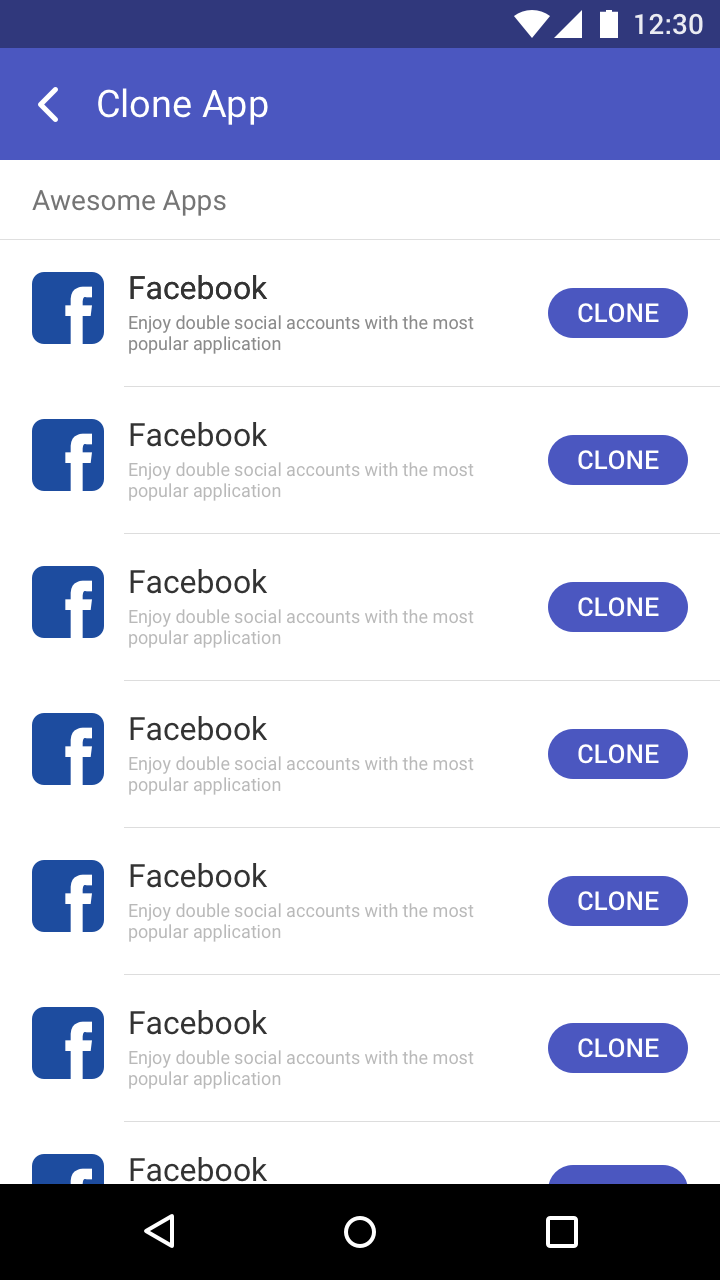 12:30
Clone App
Awesome Apps
Facebook
Enjoy double social accounts with the most
popular application
CLONE
Facebook
Enjoy double social accounts with the most
popular application
CLONE
Facebook
Enjoy double social accounts with the most
popular application
CLONE
Facebook
Enjoy double social accounts with the most
popular application
CLONE
Facebook
Enjoy double social accounts with the most
popular application
CLONE
Facebook
Enjoy double social accounts with the most
popular application
CLONE
Facebook